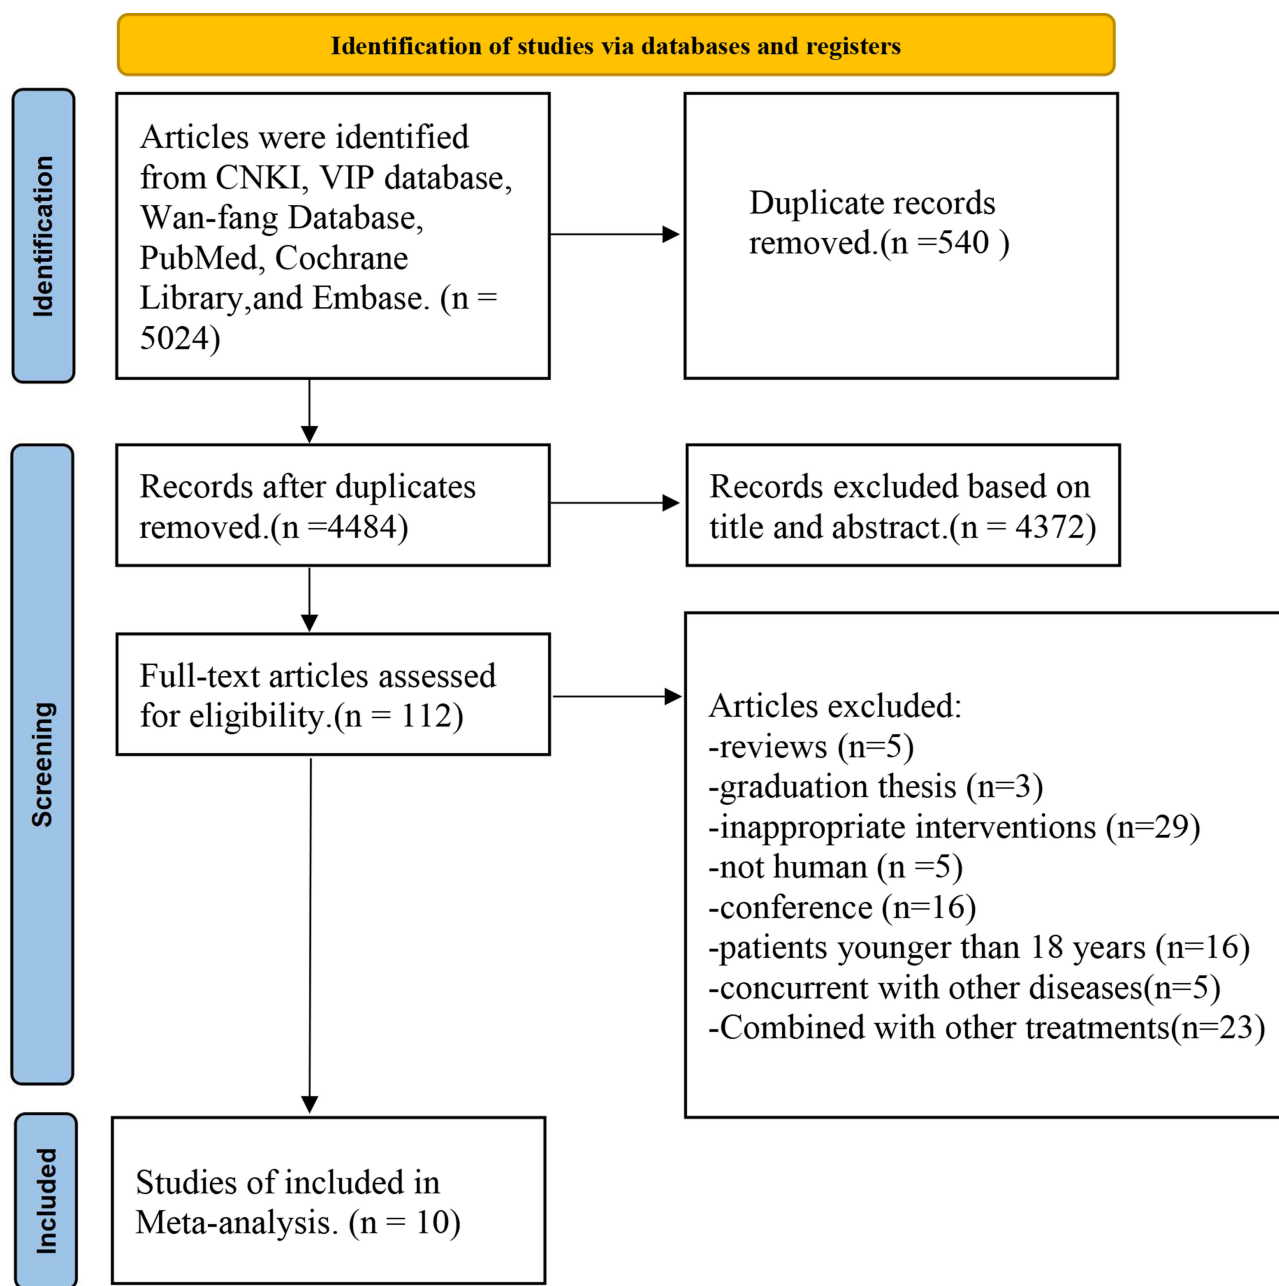 Identification of studies via databases and registers
Identification
Articles were identified
from CNKI, VIP database,
Wan-fang Database,
PubMed, Cochrane
Library,and Embase. (n =
5024)
Duplicate records
removed.(n =540 )
Screening
Records after duplicates
removed.(n =4484)
Records excluded based on
title and abstract.(n = 4372)
Full-text articles assessed
for eligibility.(n = 112)
Articles excluded:
-reviews (n=5)
-graduation thesis (n=3)
-inappropriate interventions (n=29)
-not human (n =5)
-conference (n=16)
-patients younger than 18 years (n=16)
-concurrent with other diseases(n=5)
-Combined with other treatments(n=23)
Included
Studies of included in
Meta-analysis. (n = 10)